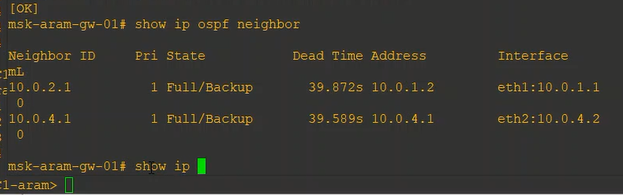 [OK]
msk-aram-gw-01# show ip ospf neighbor
Neighbor ID Pri State Dead Time Address Interface
mL
10.0.2.1 1 Full/Backup 39.872s 10.0.1.2 eth1:10.0.1.1
0
10.0.4.1 1 Full/Backup 39.589s 10.0.4.1 eth2:10.0.4.2
0
msk-aram-gw-01# show ip
C1-aram>